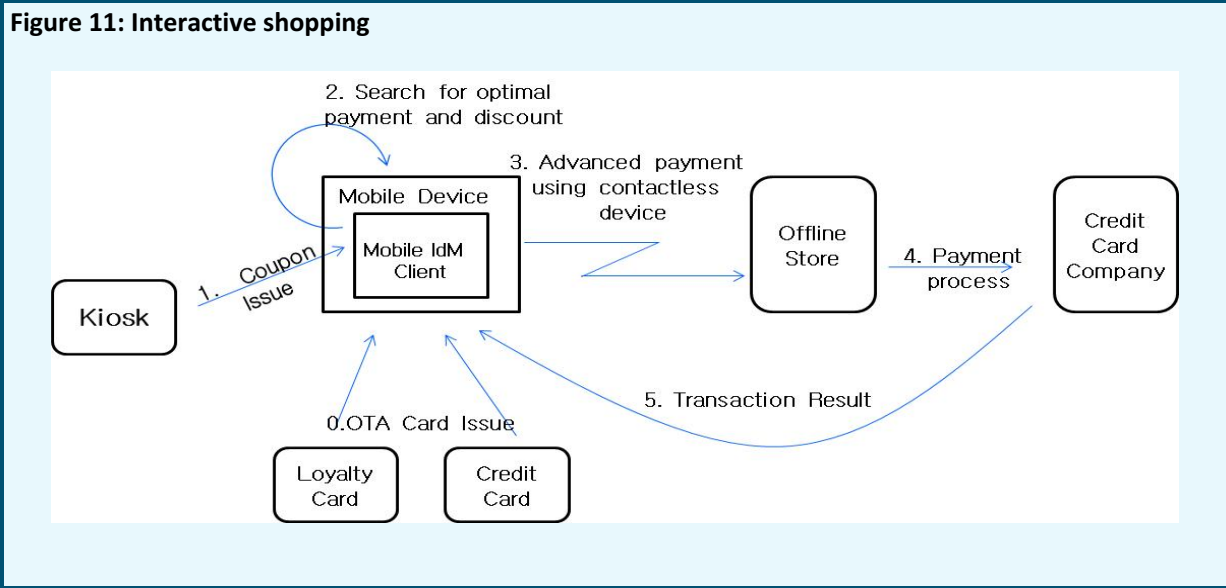 Figure 11: Interactive shopping
2. Search for optimal
payment and discount
3. Advanced payment
using contactless
device
Mobile Device
Mobile IdM
Client
Offline
Store
Credit
Card
Company
4. Payment
process
1. Coupon
Issue
Kiosk
5. Transaction Result
0.OTA Card Issue
Loyalty
Card
Credit
Card